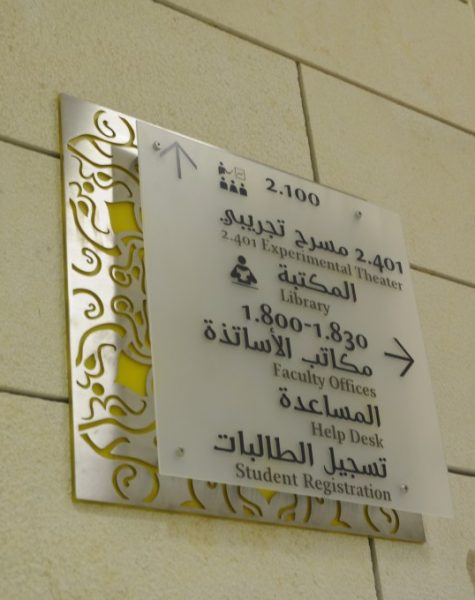 2.100
2.401 مسرح تجريبي
2.401 Experimental Theater
المكتبة
Library
1.800-1.830
مكاتب الأساتذة
Faculty Offices
المساعدة
Help Desk
تسجيل الطالبات
Student Registration